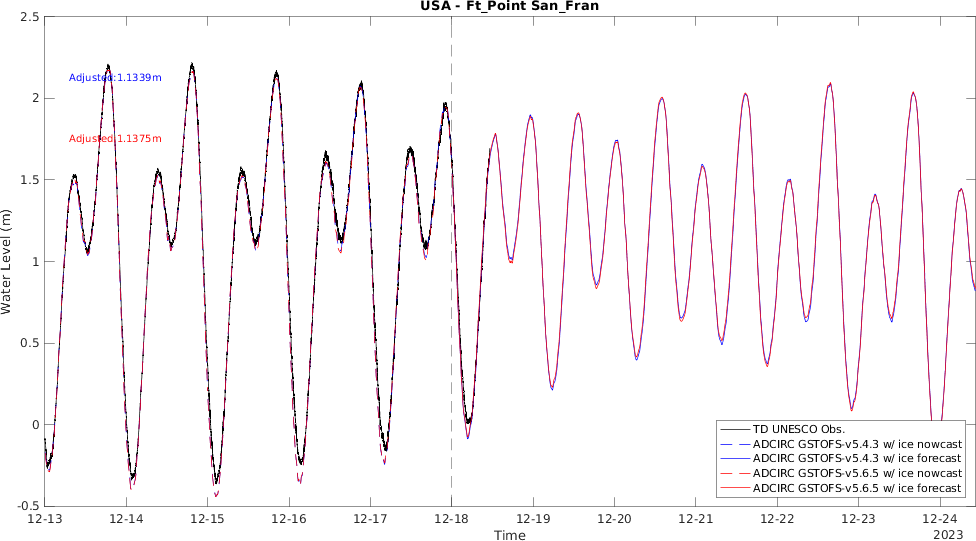 USA - Ft_Point San_Fran
2.5
2
1.5
1
0.5
0
-0.5
Water Level (m)
Adjusted:1.1339m
Adjusted:1.1375m
TD UNESCO Obs.
ADCIRC GSTOFS-v5.4.3 w/ ice nowcast
ADCIRC GSTOFS-v5.4.3 w/ ice forecast
ADCIRC GSTOFS-v5.6.5 w/ ice nowcast
ADCIRC GSTOFS-v5.6.5 w/ ice forecast
12-13 12-14 12-15 12-16 12-17 12-18 12-19 12-20 12-21 12-22 12-23 12-24
Time
2023